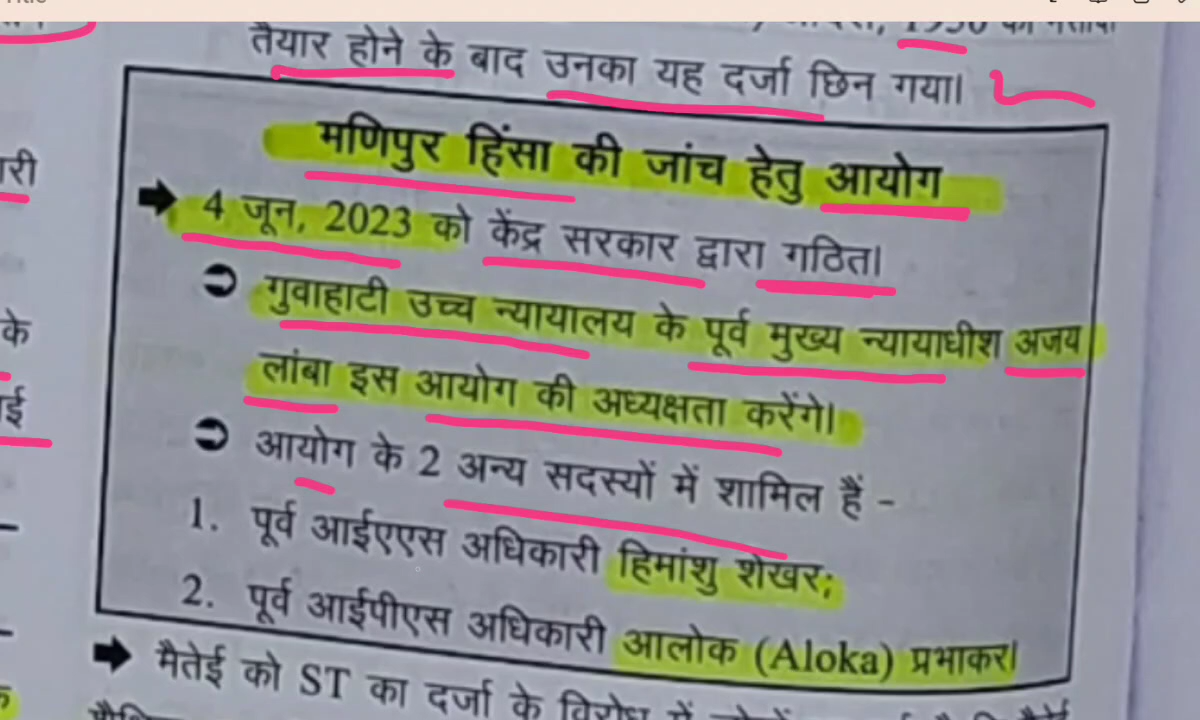 तैयार होने के बाद उनका यह दर्जा छिन गया।
मणिपुर हिंसा की जांच हेतु आयोग
4 जून, 2023 को केंद्र सरकार द्वारा गठित।
गुवाहाटी उच्च न्यायालय के पूर्व मुख्य न्यायाधीश अजय
लांबा इस आयोग की अध्यक्षता करेंगे।
आयोग के 2 अन्य सदस्यों में शामिल हैं -
1. पूर्व आईएएस अधिकारी हिमांशु शेखर;
2. पूर्व आईपीएस अधिकारी आलोक (Aloka) प्रभाकर।
मैतेई को ST का दर्जा के विरोध में